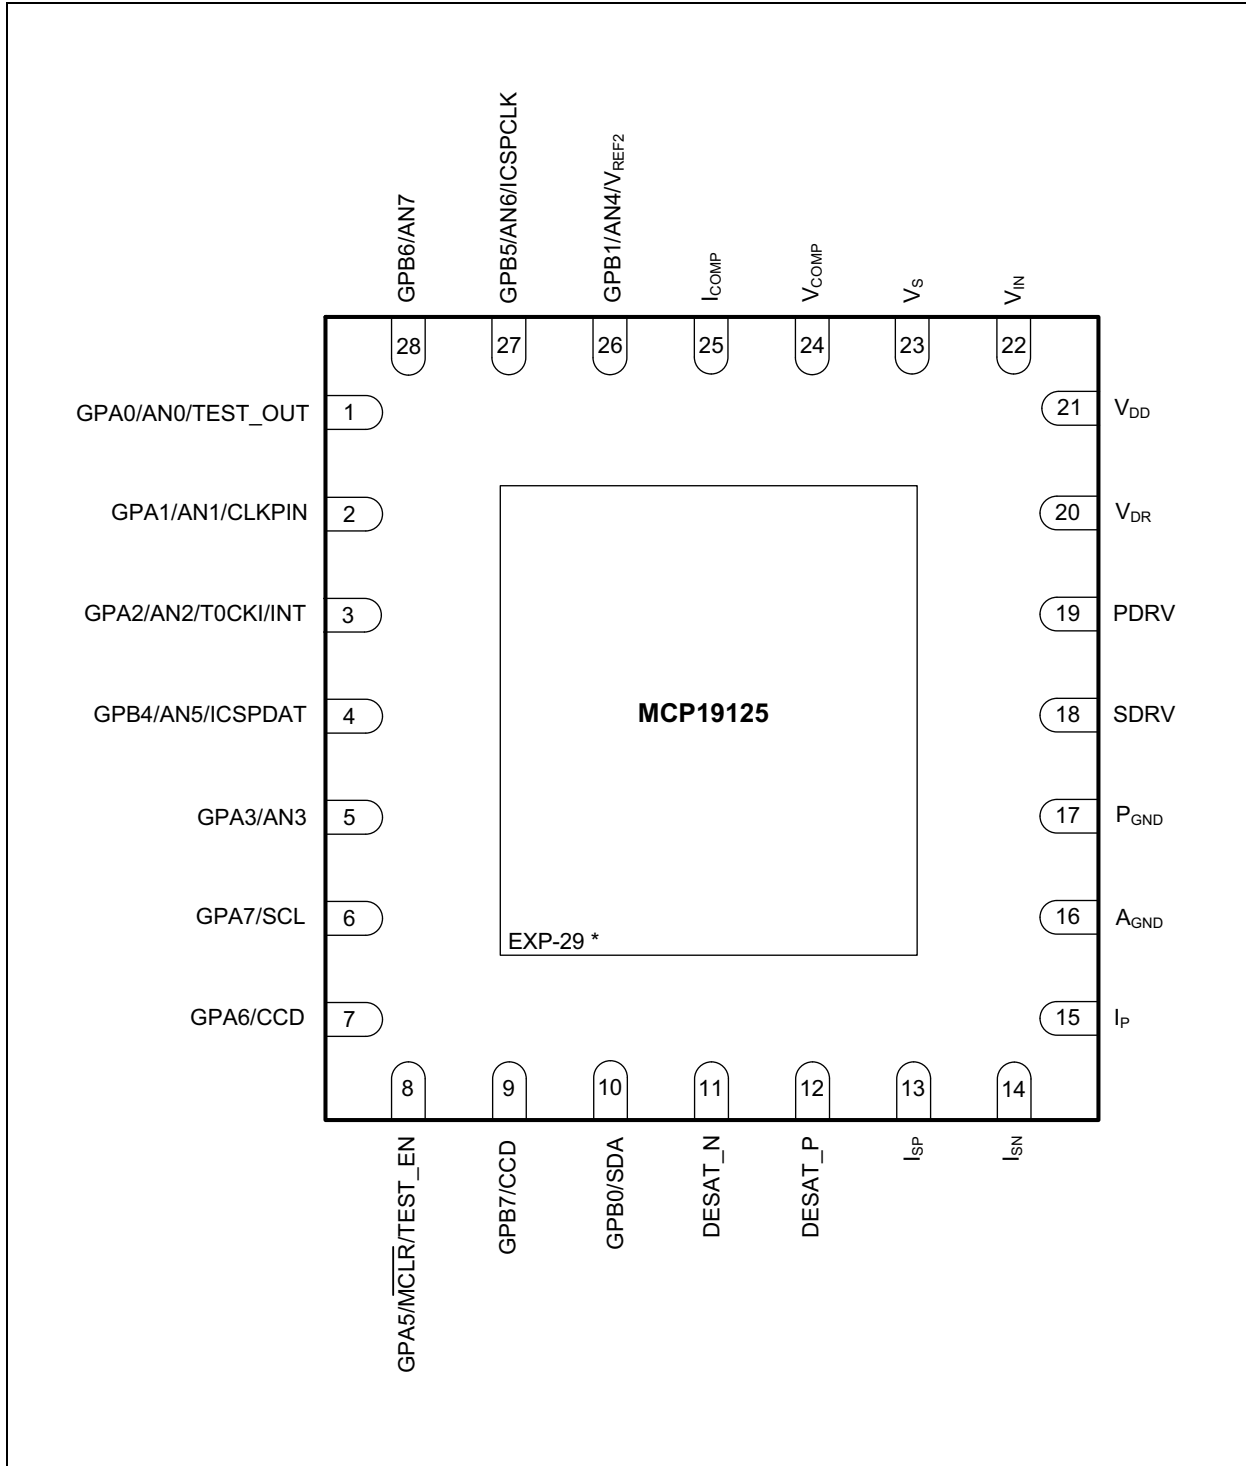 GPB6/AN7
GPB5/AN6/ICSPCLK
GPB1/AN4/VREF2
ICOMP
VCOMP
VS
VIN
28
27
26
25
24
23
22
GPA0/AN0/TEST_OUT 1
GPA1/AN1/CLKPIN 2
GPA2/AN2/T0CKI/INT 3
GPB4/AN5/ICSPDAT 4
GPA3/AN3 5
GPA7/SCL 6
GPA6/CCD 7
MCP19125
EXP-29 *
21 VDD
20 VDR
19 PDRV
18 SDRV
17 PGND
16 AGND
15 IP
8
9
10
11
12
13
14
GPA5/MCLR/TEST_EN
GPB7/CCD
GPB0/SDA
DESAT_N
DESAT_P
ISP
ISN